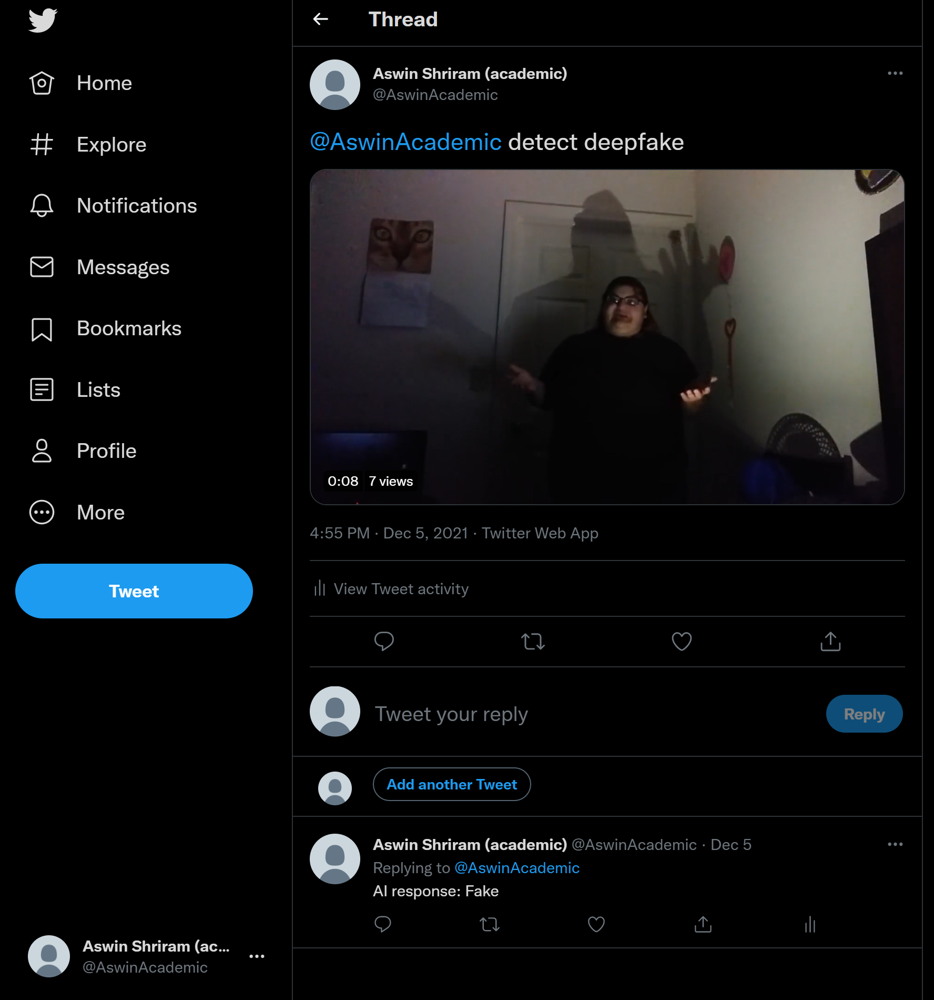 Home
Explore
Notifications
Messages
Bookmarks
Lists
Profile
More
Tweet
Aswin Shriram (ac...
@AswinAcademic
Thread
Aswin Shriram (academic)
@AswinAcademic
@AswinAcademic detect deepfake
0:08 7 views
4:55 PM · Dec 5, 2021 · Twitter Web App
View Tweet activity
Tweet your reply
Reply
Add another Tweet
Aswin Shriram (academic) @AswinAcademic · Dec 5
Replying to @AswinAcademic
AI response: Fake